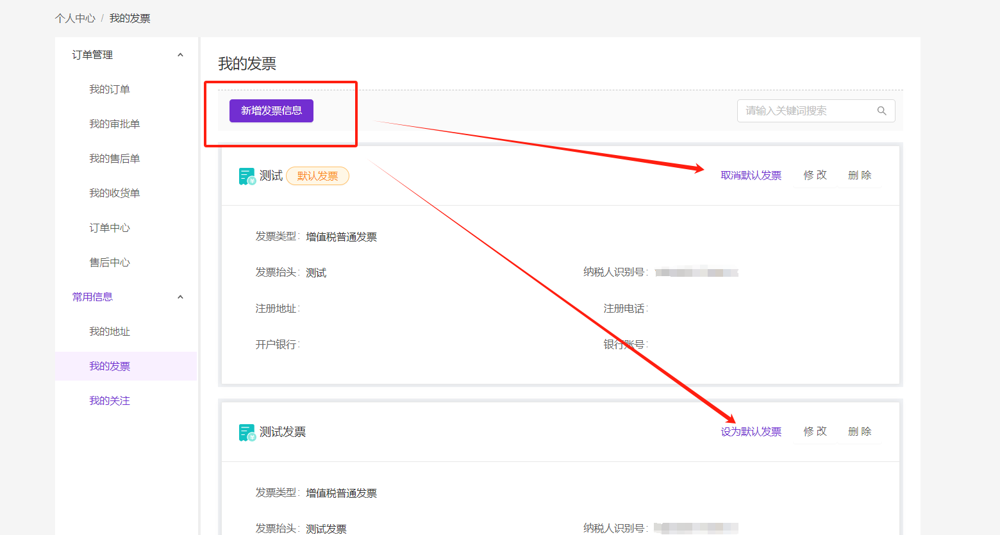 个人中心 / 我的发票
订单管理
我的订单
我的审批单
我的售后单
我的收货单
订单中心
售后中心
常用信息
我的地址
我的发票
我的关注
我的发票
新增发票信息
请输入关键词搜索
测试 默认发票 取消默认发票 修 改 删 除
发票类型: 增值税普通发票
发票抬头: 测试 纳税人识别号:
注册地址: 注册电话:
开户银行: 银行账号:
测试发票 设为默认发票 修 改 删 除
发票类型: 增值税普通发票
发票抬头: 测试发票 纳税人识别号: